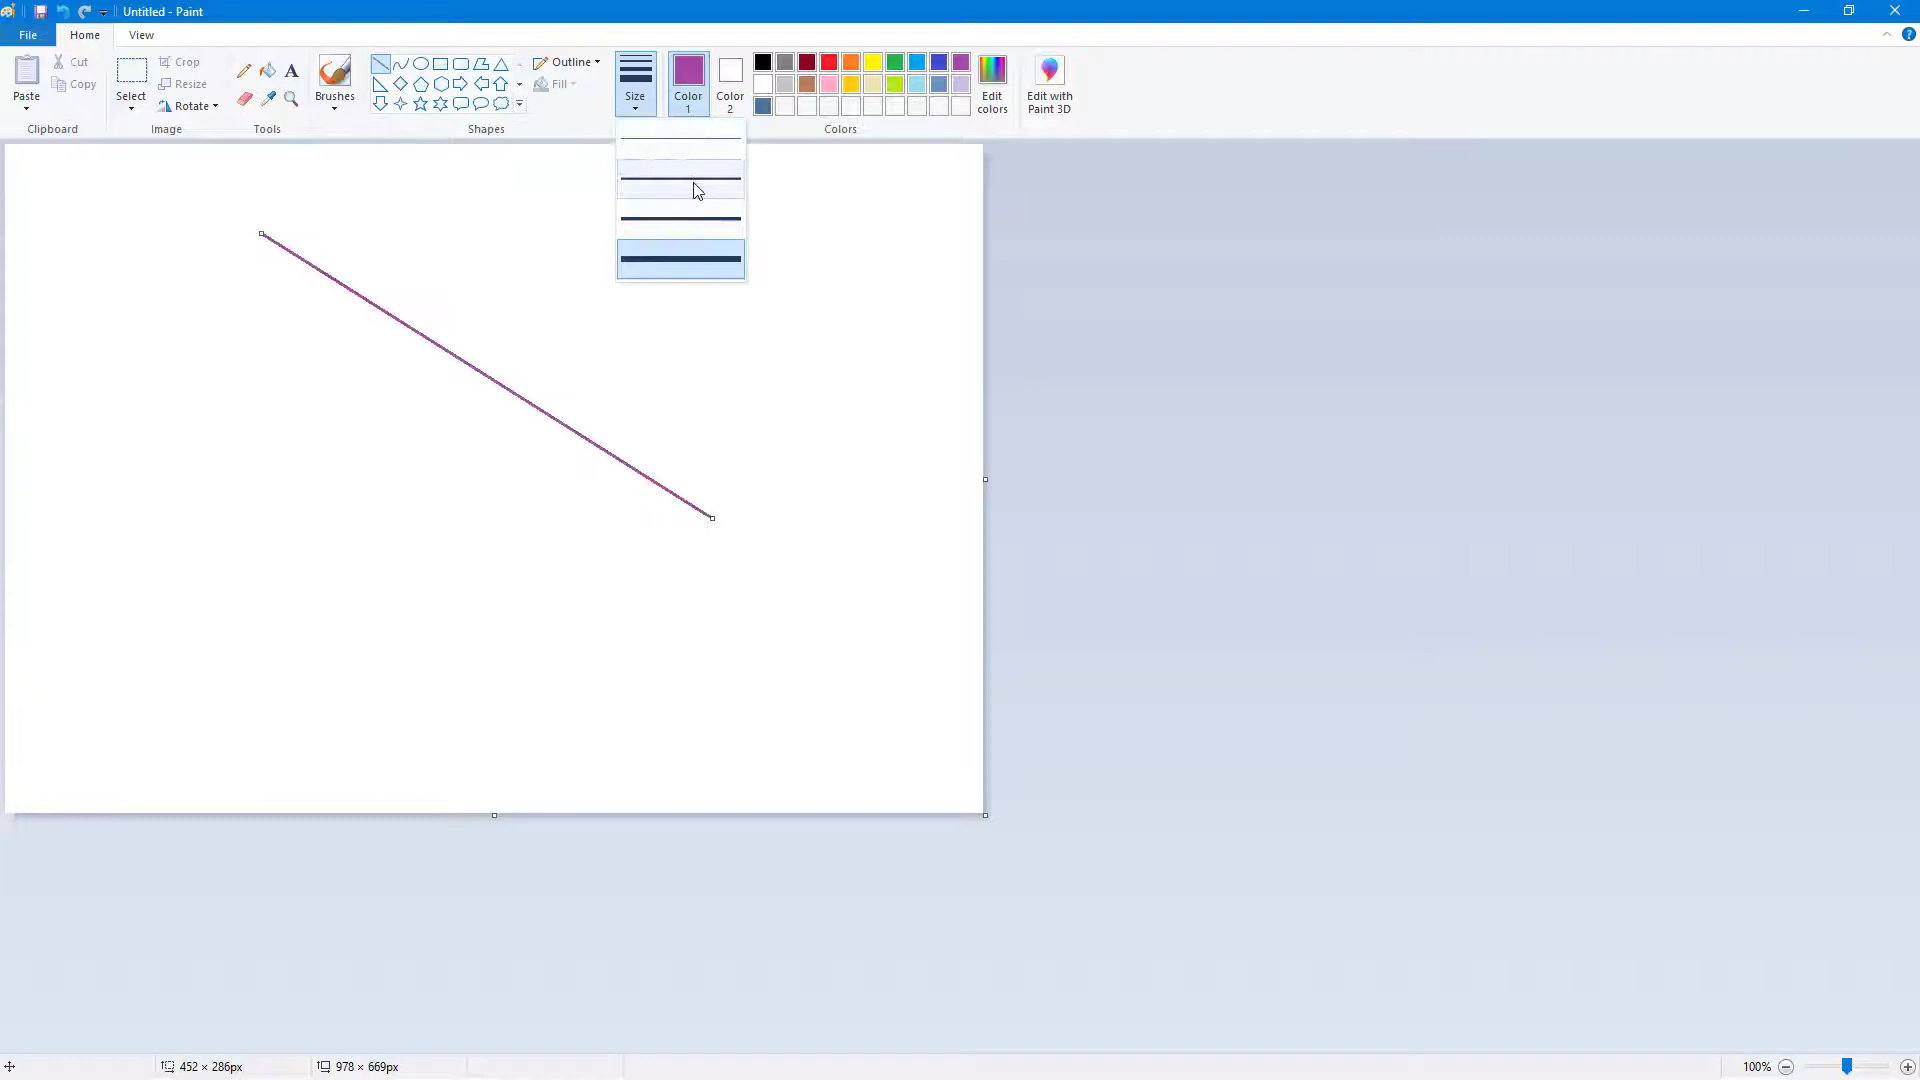 Untitled - Paint
File Home View
Paste
Cut
Copy
Clipboard
Select
Crop
Resize
Rotate
Image
A
Tools
Brushes
Shapes
Outline
Fill
Size
Color
1
Color
2
Colors
Edit
colors
Edit with
Paint 3D
452 × 286px
978 × 669px
100%